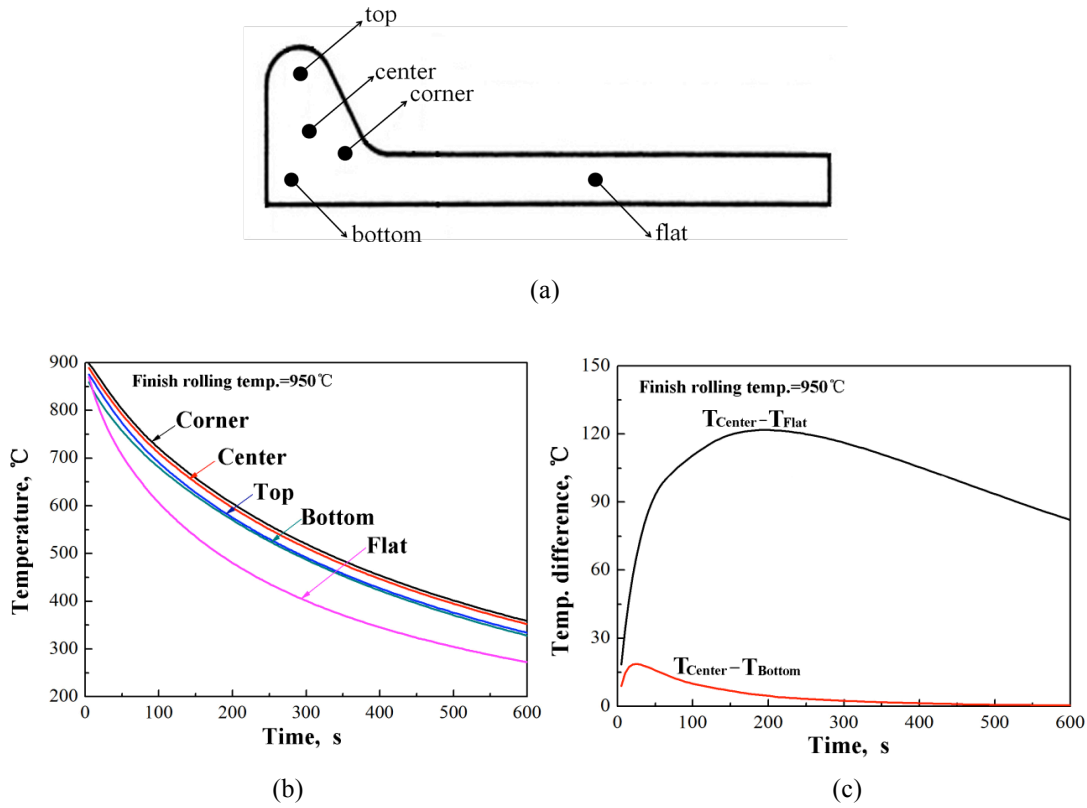 top
center
corner
bottom
flat
(a)
Finish rolling temp.=950℃
Corner
Center
Top
Bottom
Flat
Temperature, ℃
900
800
700
600
500
400
300
200
0
100
200
300
400
500
600
Time, s
(b)
Finish rolling temp.=950℃
TCenter−TFlat
TCenter−TBottom
Temp. difference, ℃
150
120
90
60
30
0
0
100
200
300
400
500
600
Time, s
(c)